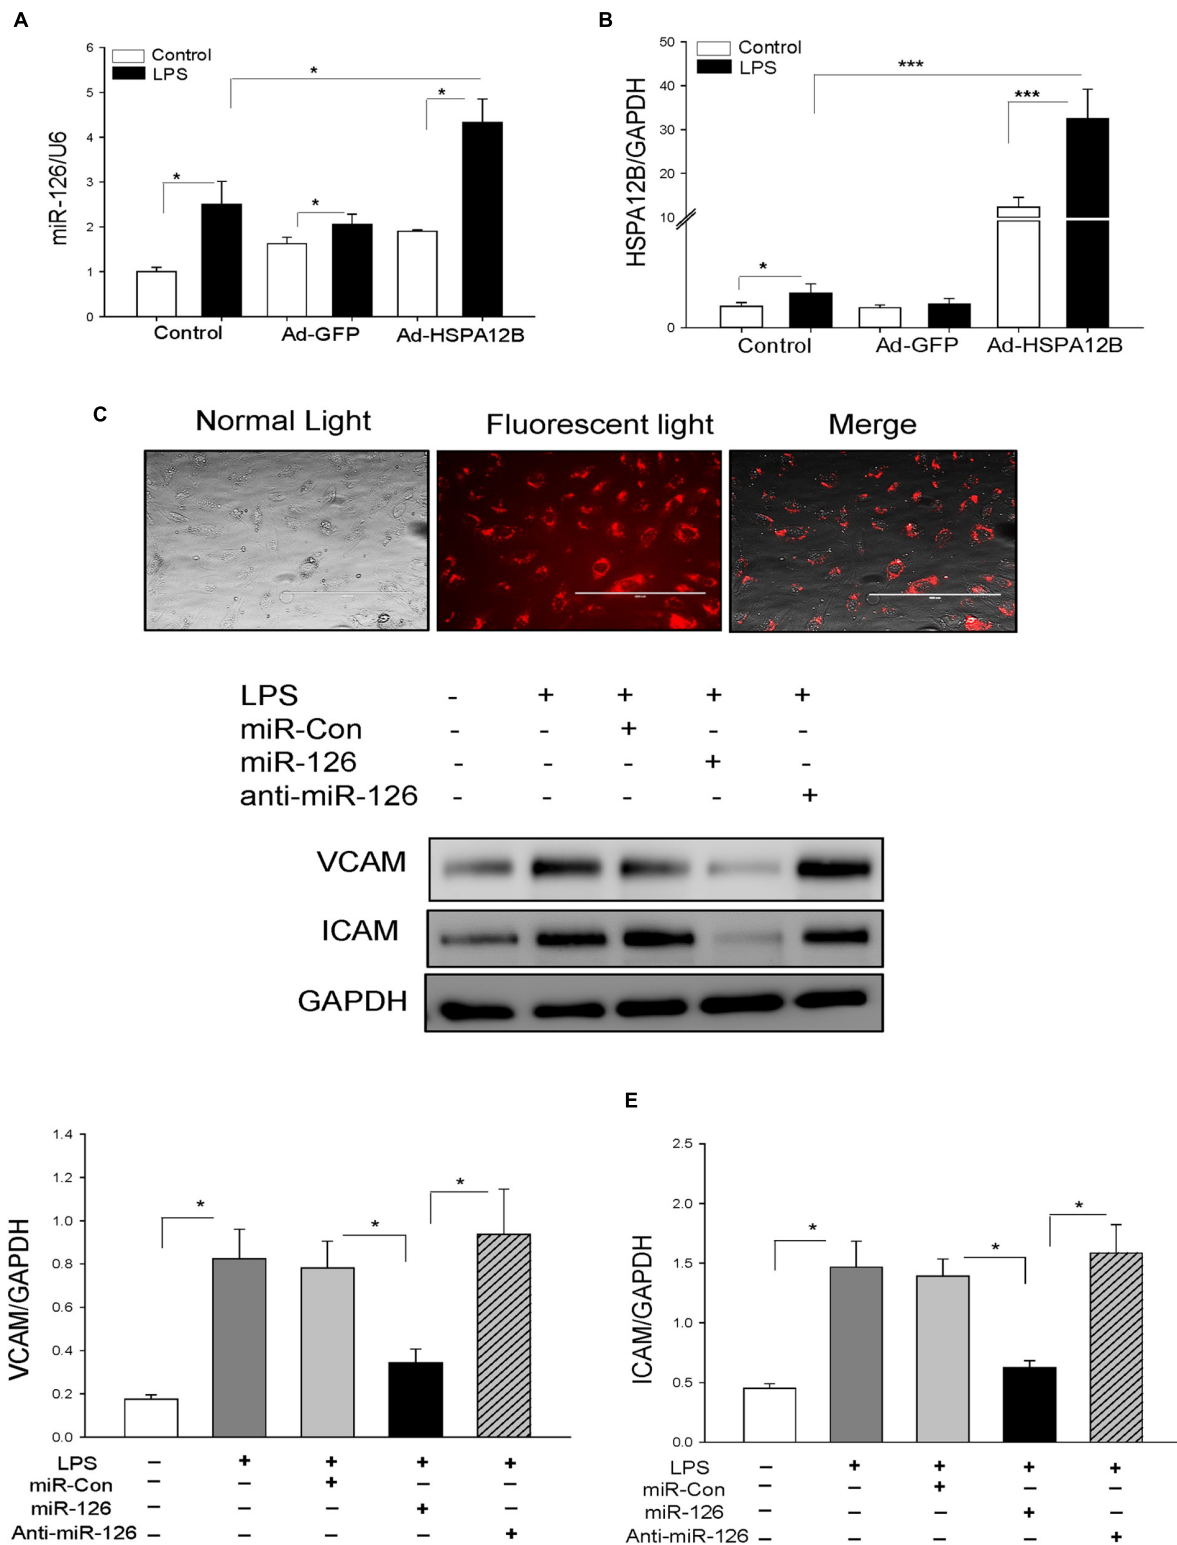 A
B
miR-126/U6
6
5
4
3
2
1
0
Control
LPS
*
*
*
*
Control Ad-GFP Ad-HSPA12B
HSPA12B/GAPDH
50
40
30
20
10
0
Control
LPS
***
***
*
Control Ad-GFP Ad-HSPA12B
C
Normal Light Fluorescent light Merge
LPS - + + + +
miR-Con - - + - -
miR-126 - - - + -
anti-miR-126 - - - - +
VCAM
ICAM
GAPDH
VCAM/GAPDH
1.4
1.2
1.0
0.8
0.6
0.4
0.2
0.0
*
*
*
LPS – + + + +
miR-Con – – + – –
miR-126 – – – + –
Anti-miR-126 – – – – +
E
ICAM/GAPDH
2.5
2.0
1.5
1.0
0.5
0.0
*
*
*
LPS – + + + +
miR-Con – – + – –
miR-126 – – – + –
Anti-miR-126 – – – – +